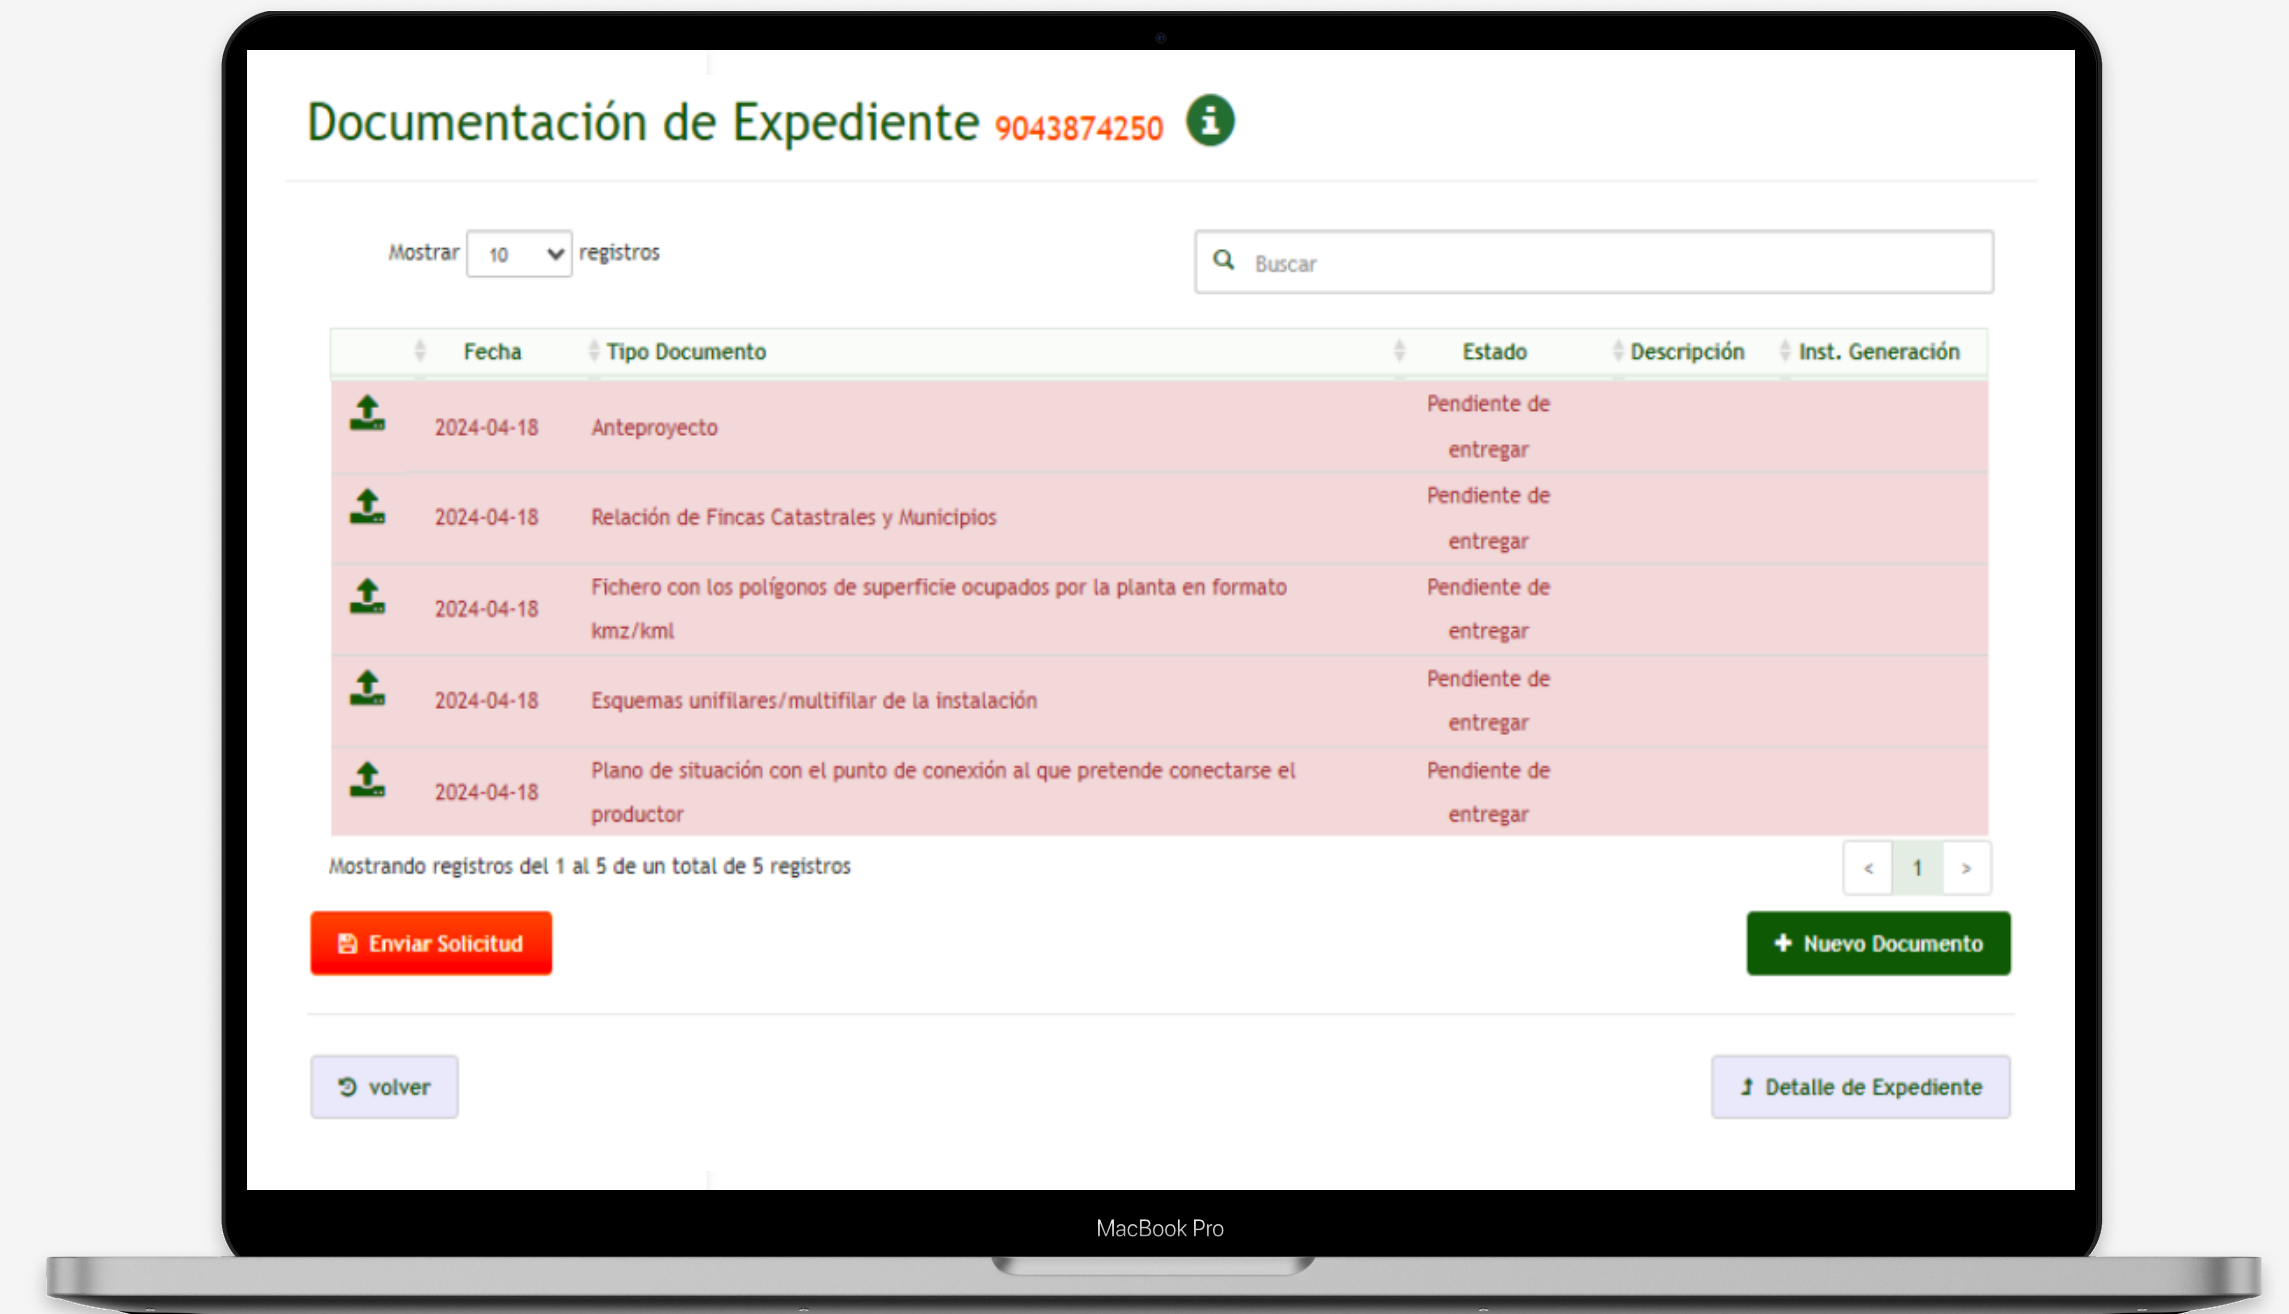 Documentación de Expediente 9043874250
Mostrar 10 registros
Buscar
Fecha Tipo Documento Estado Descripción Inst. Generación
2024-04-18 Anteproyecto Pendiente de
entregar
2024-04-18 Relación de Fincas Catastrales y Municipios Pendiente de
entregar
2024-04-18 Fichero con los polígonos de superficie ocupados por la planta en formato
kmz/kml Pendiente de
entregar
2024-04-18 Esquemas unifilares/multifilar de la instalación Pendiente de
entregar
2024-04-18 Plano de situación con el punto de conexión al que pretende conectarse el
productor Pendiente de
entregar
Mostrando registros del 1 al 5 de un total de 5 registros
< 1 >
Enviar Solicitud
+ Nuevo Documento
volver
Detalle de Expediente
MacBook Pro